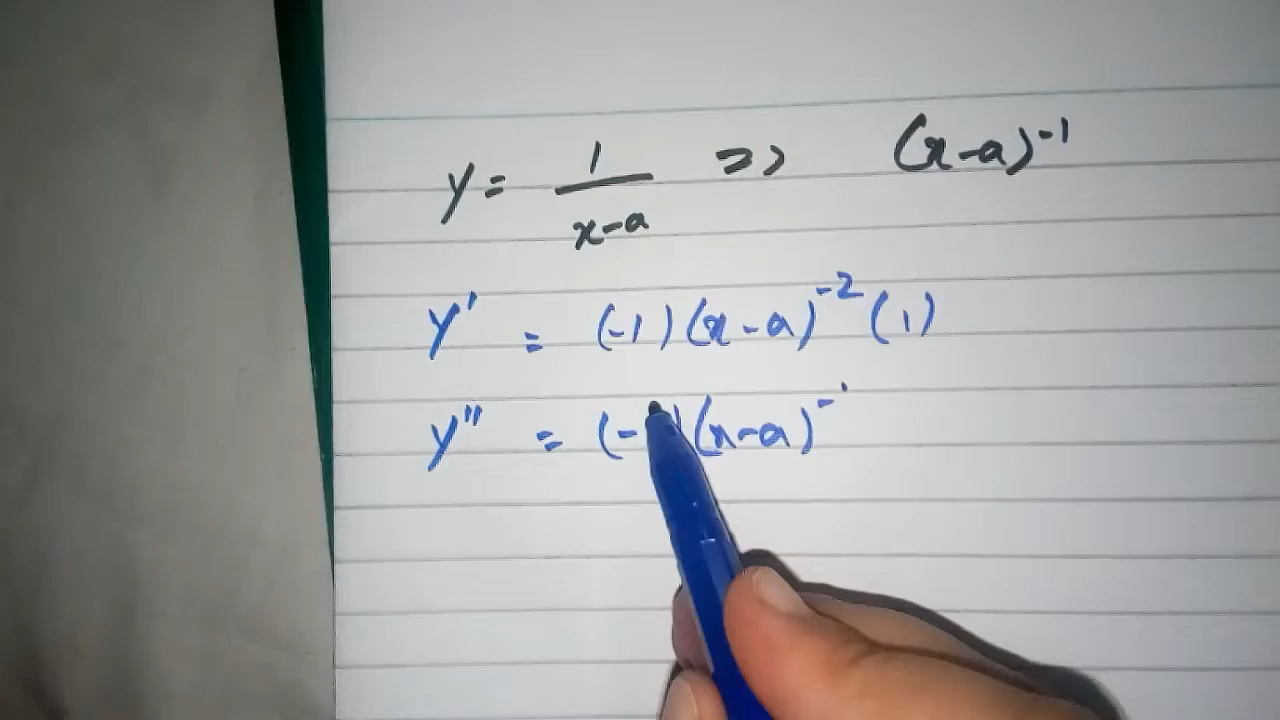 y = 1/(x-a) => (x-a)^-1
y' = (-1)(x-a)^-2 (1)
y'' = (- )(x-a)^-